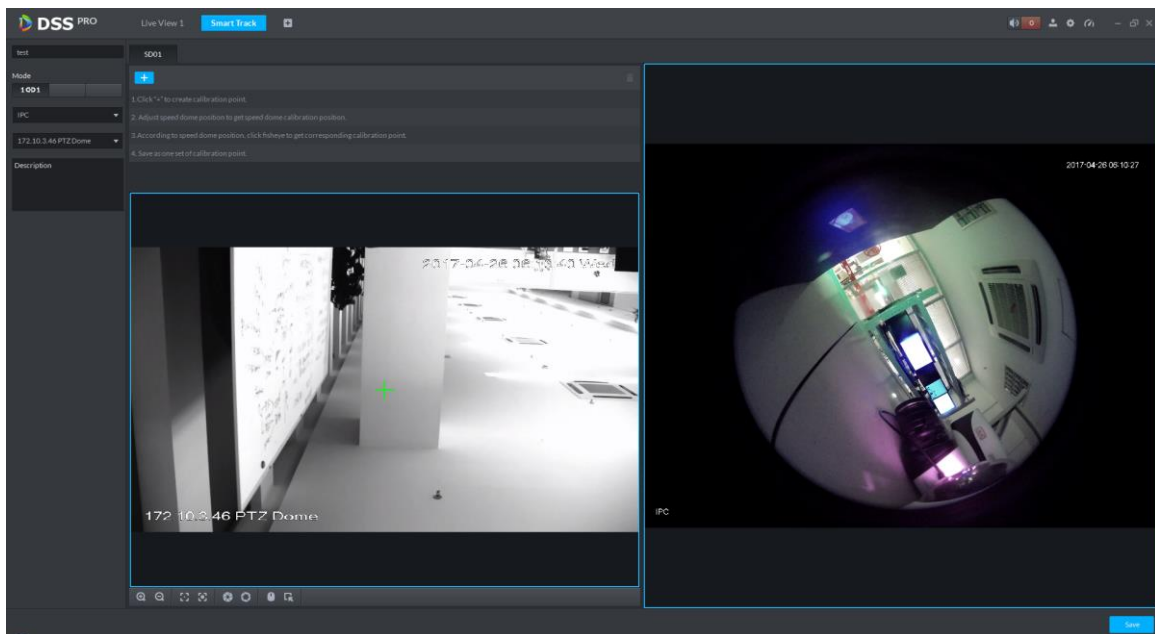 DSS PRO
Live View 1
Smart Track
0
test
Mode
1 0D1
IPC
172.10.3.46 PTZ Dome
Description
SD01
1.Click "+" to create calibration point.
2. Adjust speed dome position to get speed dome calibration position.
3.According to speed dome position, click fisheye to get corresponding calibration point.
4. Save as one set of calibration point.
172.10.3.46 PTZ Dome
2017-04-26 06:10:27
IPC
Save